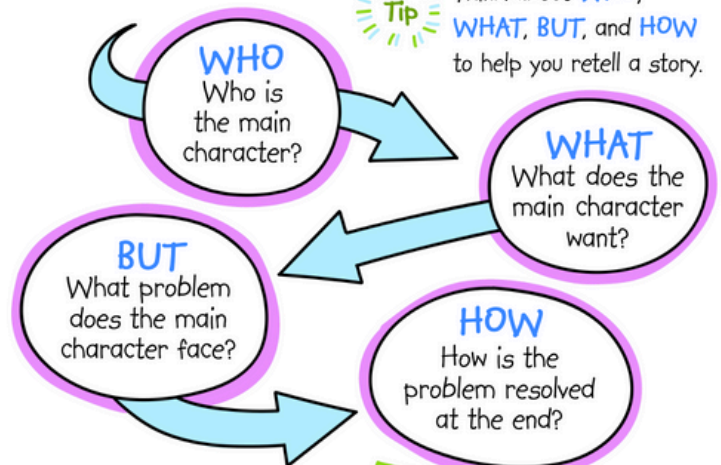 Tip
WHAT, BUT, and HOW
to help you retell a story.
WHO
Who is
the main
character?
WHAT
What does the
main character
want?
BUT
What problem
does the main
character face?
HOW
How is the
problem resolved
at the end?